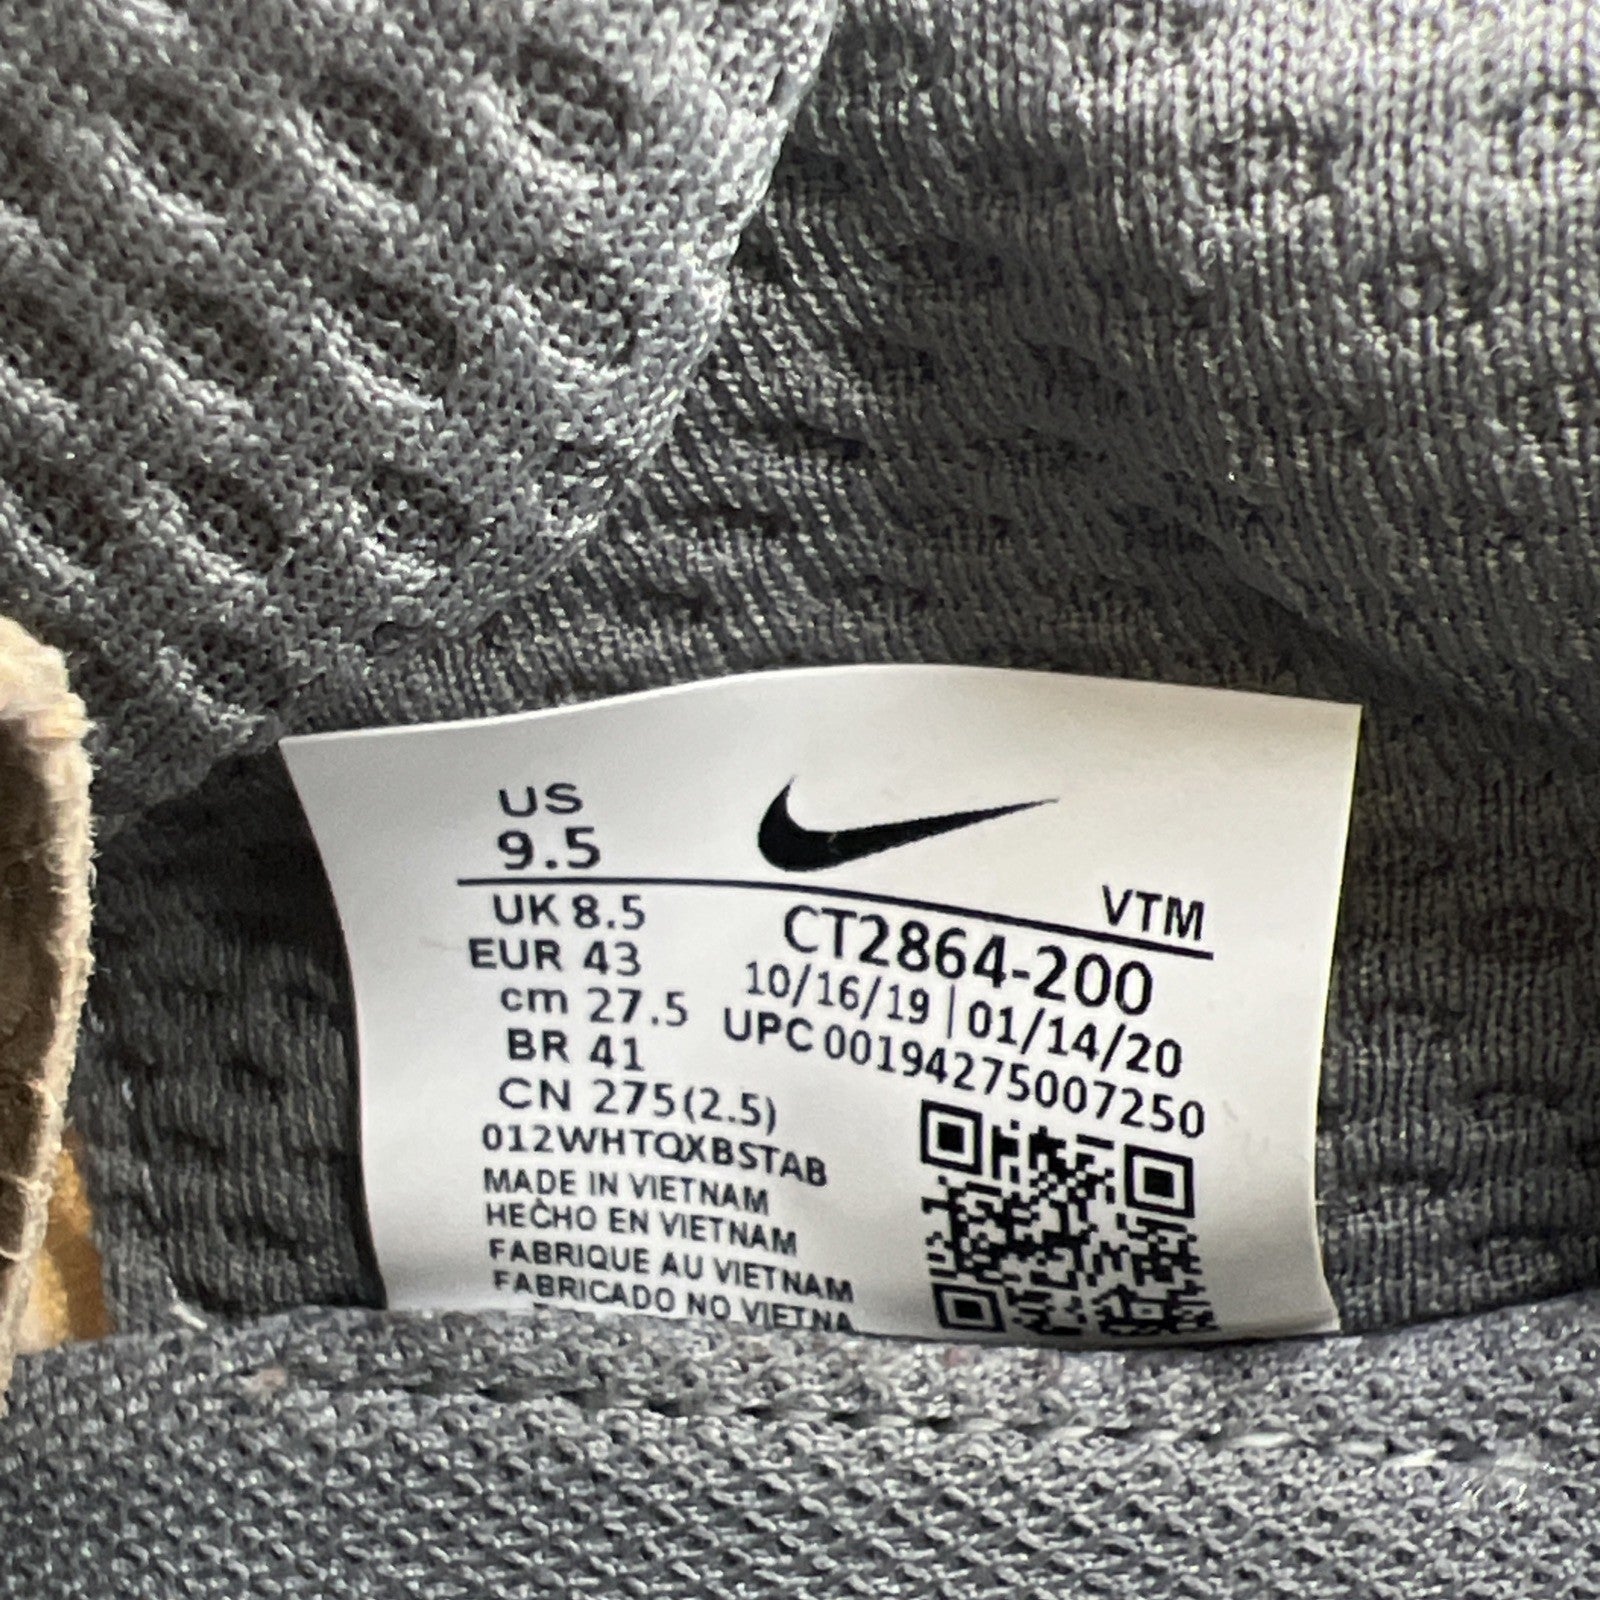 US
9.5
VTM
UK 8.5
EUR 43
cm 27.5
BR 41
CN 275(2.5)
CT2864-200
10/16/19 | 01/14/20
UPC 00194275007250
012WHTQXBSTAB
MADE IN VIETNAM
HECHO EN VIETNAM
FABRIQUE AU VIETNAM
FABRICADO NO VIETNA